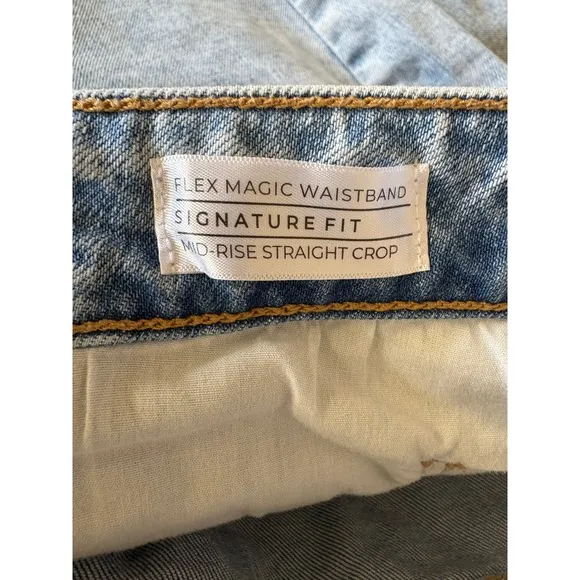 FLEX MAGIC WAISTBAND
SIGNATURE FIT
MID-RISE STRAIGHT CROP